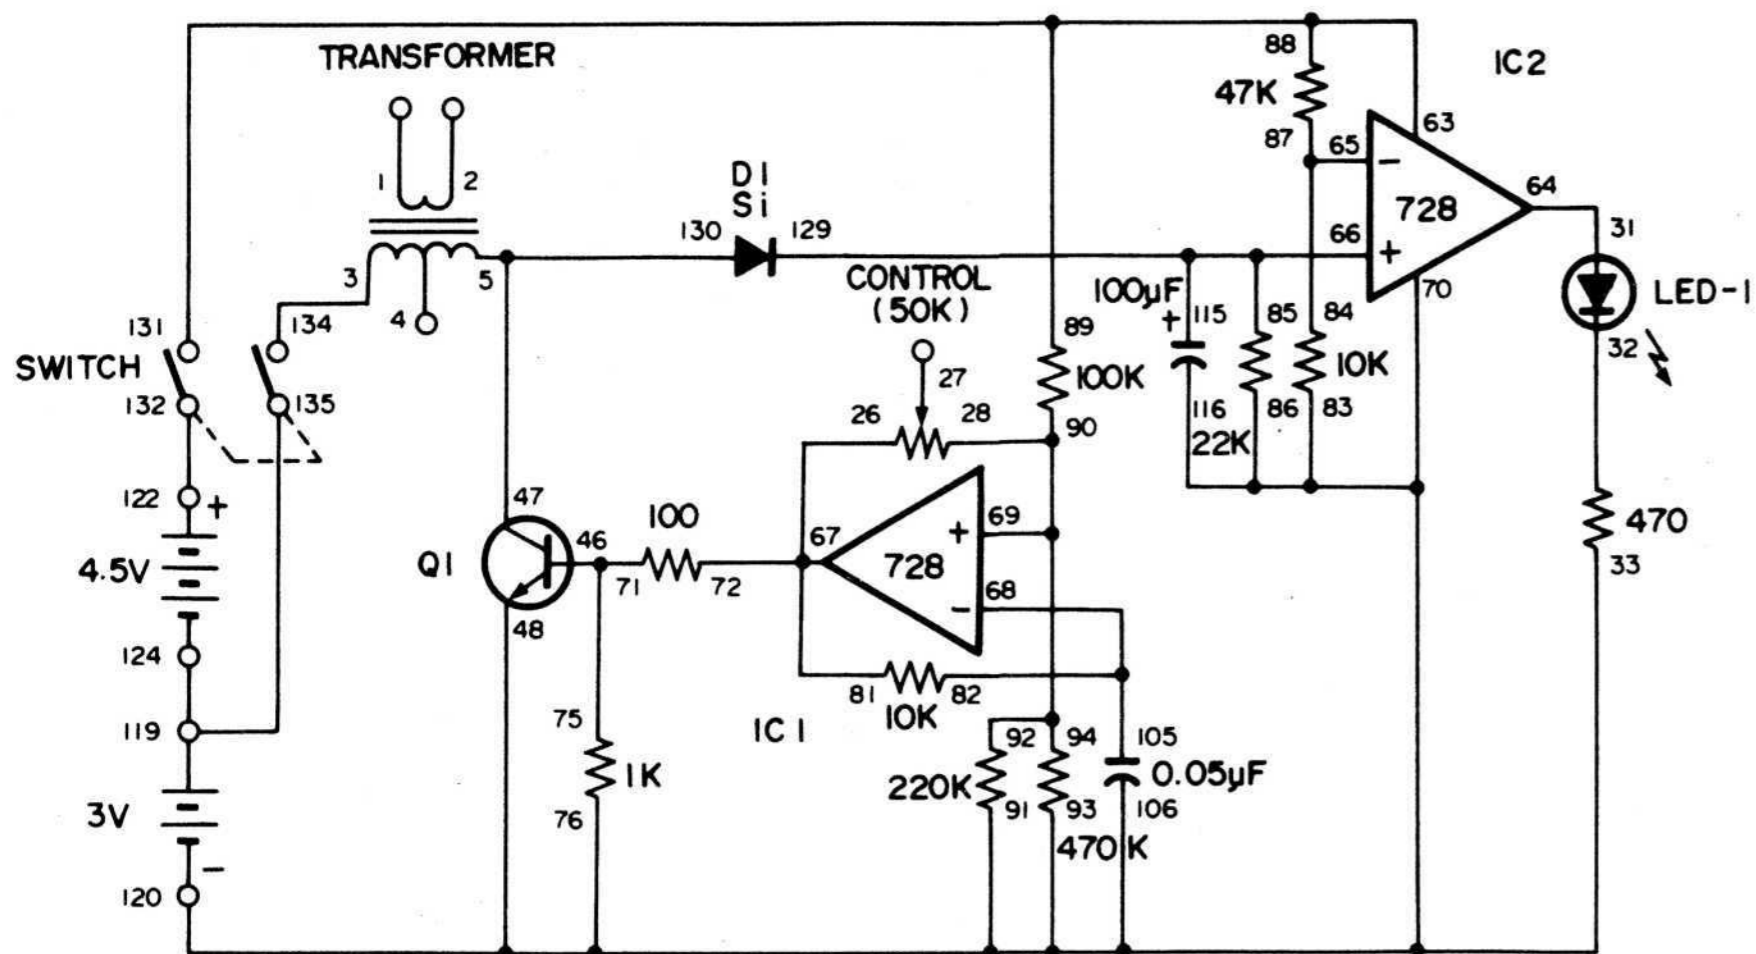 TRANSFORMER
1
2
3
4
5
D1
Si
130
129
CONTROL
(50K)
27
26
28
88
47K
87
65
66
-
+
728
63
64
70
IC2
31
LED-1
32
470
33
100µF
+
115
116
85
86
22K
84
10K
83
89
100K
90
131
134
SWITCH
132
135
122
+
4.5V
124
119
3V
-
120
47
Q1
46
48
100
71
72
67
728
+
69
68
-
81
82
10K
IC1
75
1K
76
92
220K
91
94
93
470K
105
0.05µF
106